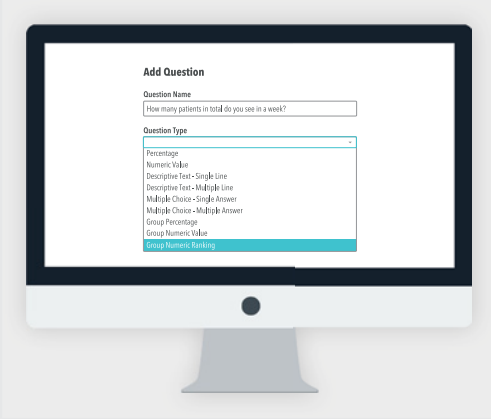 Add Question
Question Name
How many patients in total do you see in a week?
Question Type
Percentage
Numeric Value
Descriptive Text - Single Line
Descriptive Text - Multiple Line
Multiple Choice - Single Answer
Multiple Choice - Multiple Answer
Group Percentage
Group Numeric Value
Group Numeric Ranking